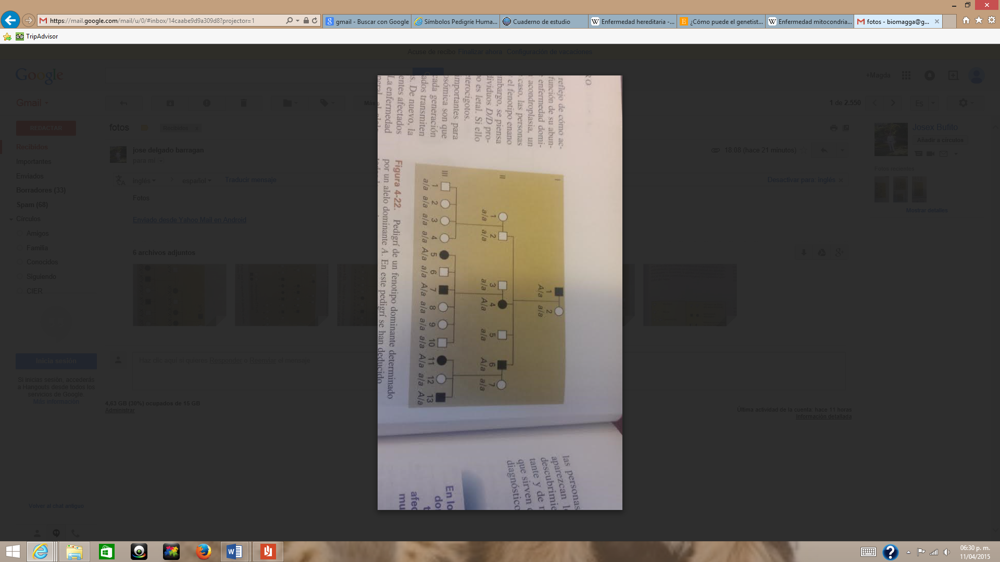 https://mail.google.com/mail/u/0/#inbox/14caabe9d9a309d8?projector=1
gmail - Buscar con Google
Símbolos Pedigríe Huma...
Cuaderno de estudio
Enfermedad hereditaria -...
¿Cómo puede el genetist...
Enfermedad mitocondria...
fotos - biomagga@g...
TripAdvisor
Acuse de recibo Finalizar ahora Configuración de vacaciones
Google
+Magda
Gmail
Más
1 de 2.550
Es
REDACTAR
Recibidos
Importantes
Enviados
Borradores (33)
Spam (68)
Círculos
Amigos
Familia
Conocidos
Siguiendo
CIER
Inicia sesión
Si inicias sesión, accederás
a Hangouts desde todos los
servicios de Google.
Más información
Volver al chat antiguo
fotos
Recibidos x
jose delgado barragan
para mí
18:08 (hace 21 minutos)
inglés
español
Traducir mensaje
Desactivar para: inglés x
Fotos
Enviado desde Yahoo Mail en Android
6 archivos adjuntos
Haz clic aquí si quieres Responder o Reenviar el mensaje
4,63 GB (30%) ocupados de 15 GB
Administrar
Última actividad de la cuenta: hace 11 horas
Información detallada
Josex Bufito
Añadir a círculos
Fotos recientes
Mostrar detalles
RO
reflejo de cómo ac-
función de su abun-
enfermedad domi-
acondroplasia, un
caso, las personas
el fenotipo enano
mbargo, se piensa
dividuos D/D pro-
po es letal. Si ello
eterocigotos.
importantes para
osómica son que
cada generación
ados transmiten
s. De nuevo, la
entes afectados
La enfermedad
I
1 2
A/a a/a
II
1 2 3 4 5 6 7
a/a a/a a/a A/a a/a A/a a/a
III
1 2 3 4 5 6 7 8 9 10 11 12 13
a/a a/a a/a a/a A/a a/a A/a a/a a/a a/a A/a a/a A/a
Figura 4-22. Pedigrí de un fenotipo dominante determinado
por un alelo dominante A. En este pedigrí se han deducido
las personas
aparezcan l
descubrimie
tante y de
que sirven
diagnóstico
En lo
do
t
afec
mu
06:30 p. m.
11/04/2015